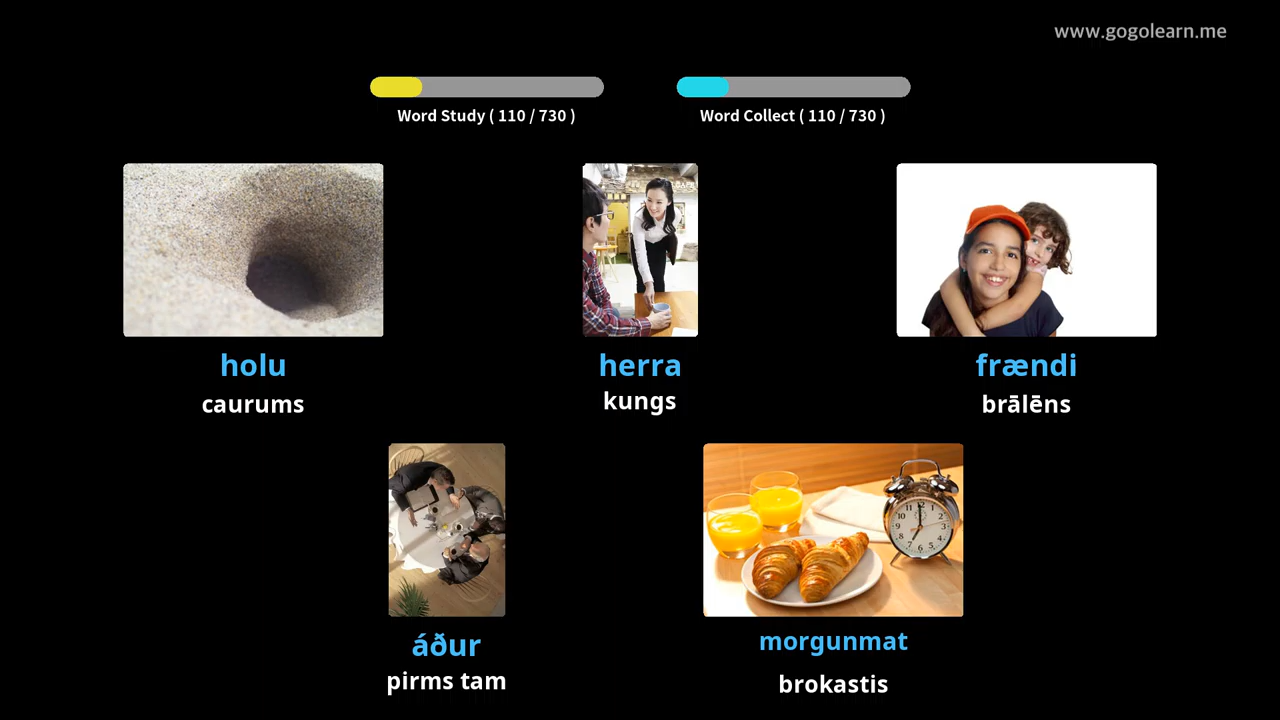 www.gogolearn.me
Word Study ( 110 / 730 )
Word Collect ( 110 / 730 )
holu
caurums
herra
kungs
frændi
brālēns
áður
pirms tam
morgunmat
brokastis